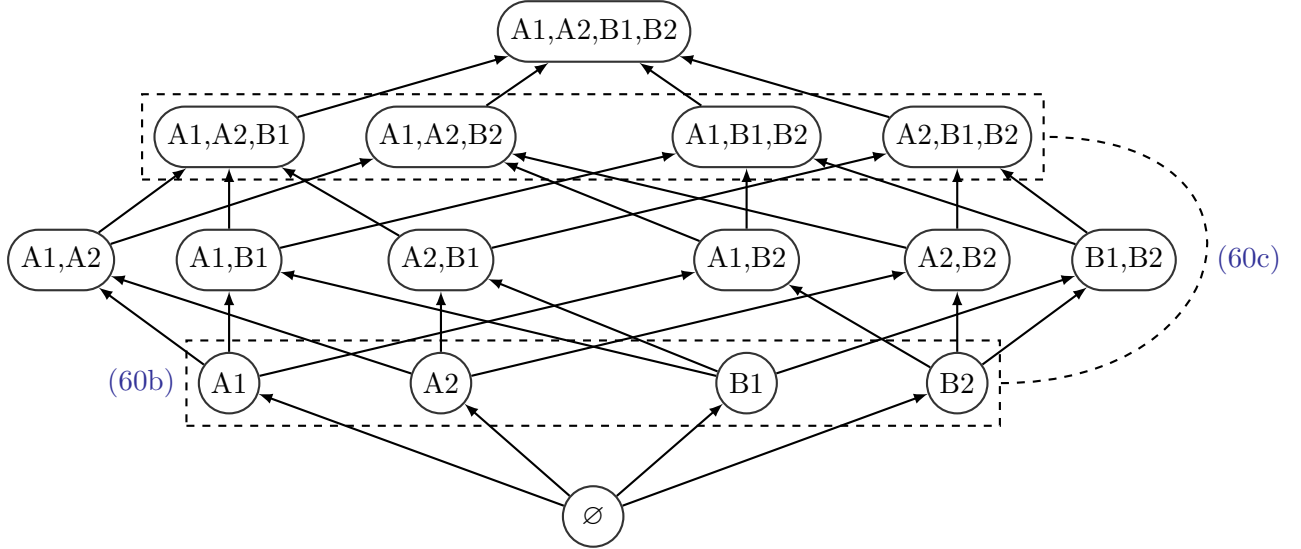 A1,A2,B1,B2
A1,A2,B1 A1,A2,B2 A1,B1,B2 A2,B1,B2
A1,A2 A1,B1 A2,B1 A1,B2 A2,B2 B1,B2 (60c)
(60b) A1 A2 B1 B2
∅